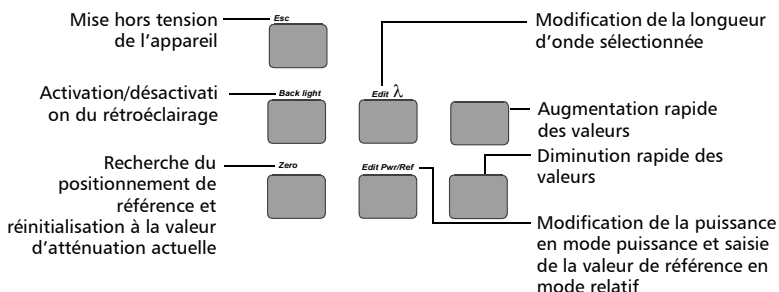 Mise hors tension
de l'appareil
Esc
Modification de la longueur
d'onde sélectionnée
Activation/désactivati
on du rétroéclairage
Back light
Edit λ
Augmentation rapide
des valeurs
Diminution rapide des
valeurs
Recherche du
positionnement de
référence et
réinitialisation à la valeur
d'atténuation actuelle
Zero
Edit Pwr/Ref
Modification de la puissance
en mode puissance et saisie
de la valeur de référence en
mode relatif